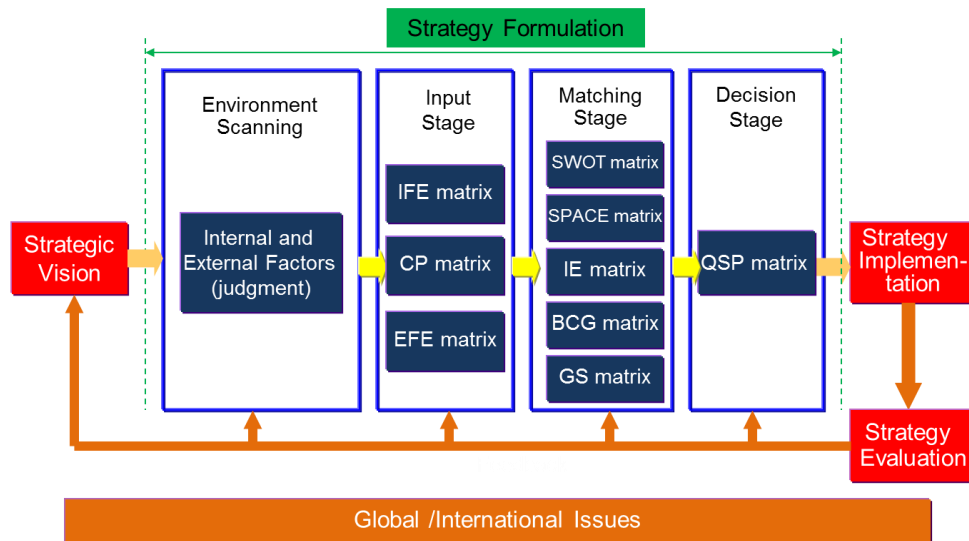 Strategy Formulation
Environment
Scanning
Input
Stage
Matching
Stage
Decision
Stage
Strategic
Vision
Internal and
External Factors
(judgment)
IFE matrix
CP matrix
EFE matrix
SWOT matrix
SPACE matrix
IE matrix
BCG matrix
GS matrix
QSP matrix
Strategy
Implemen-
tation
Strategy
Evaluation
Global /International Issues